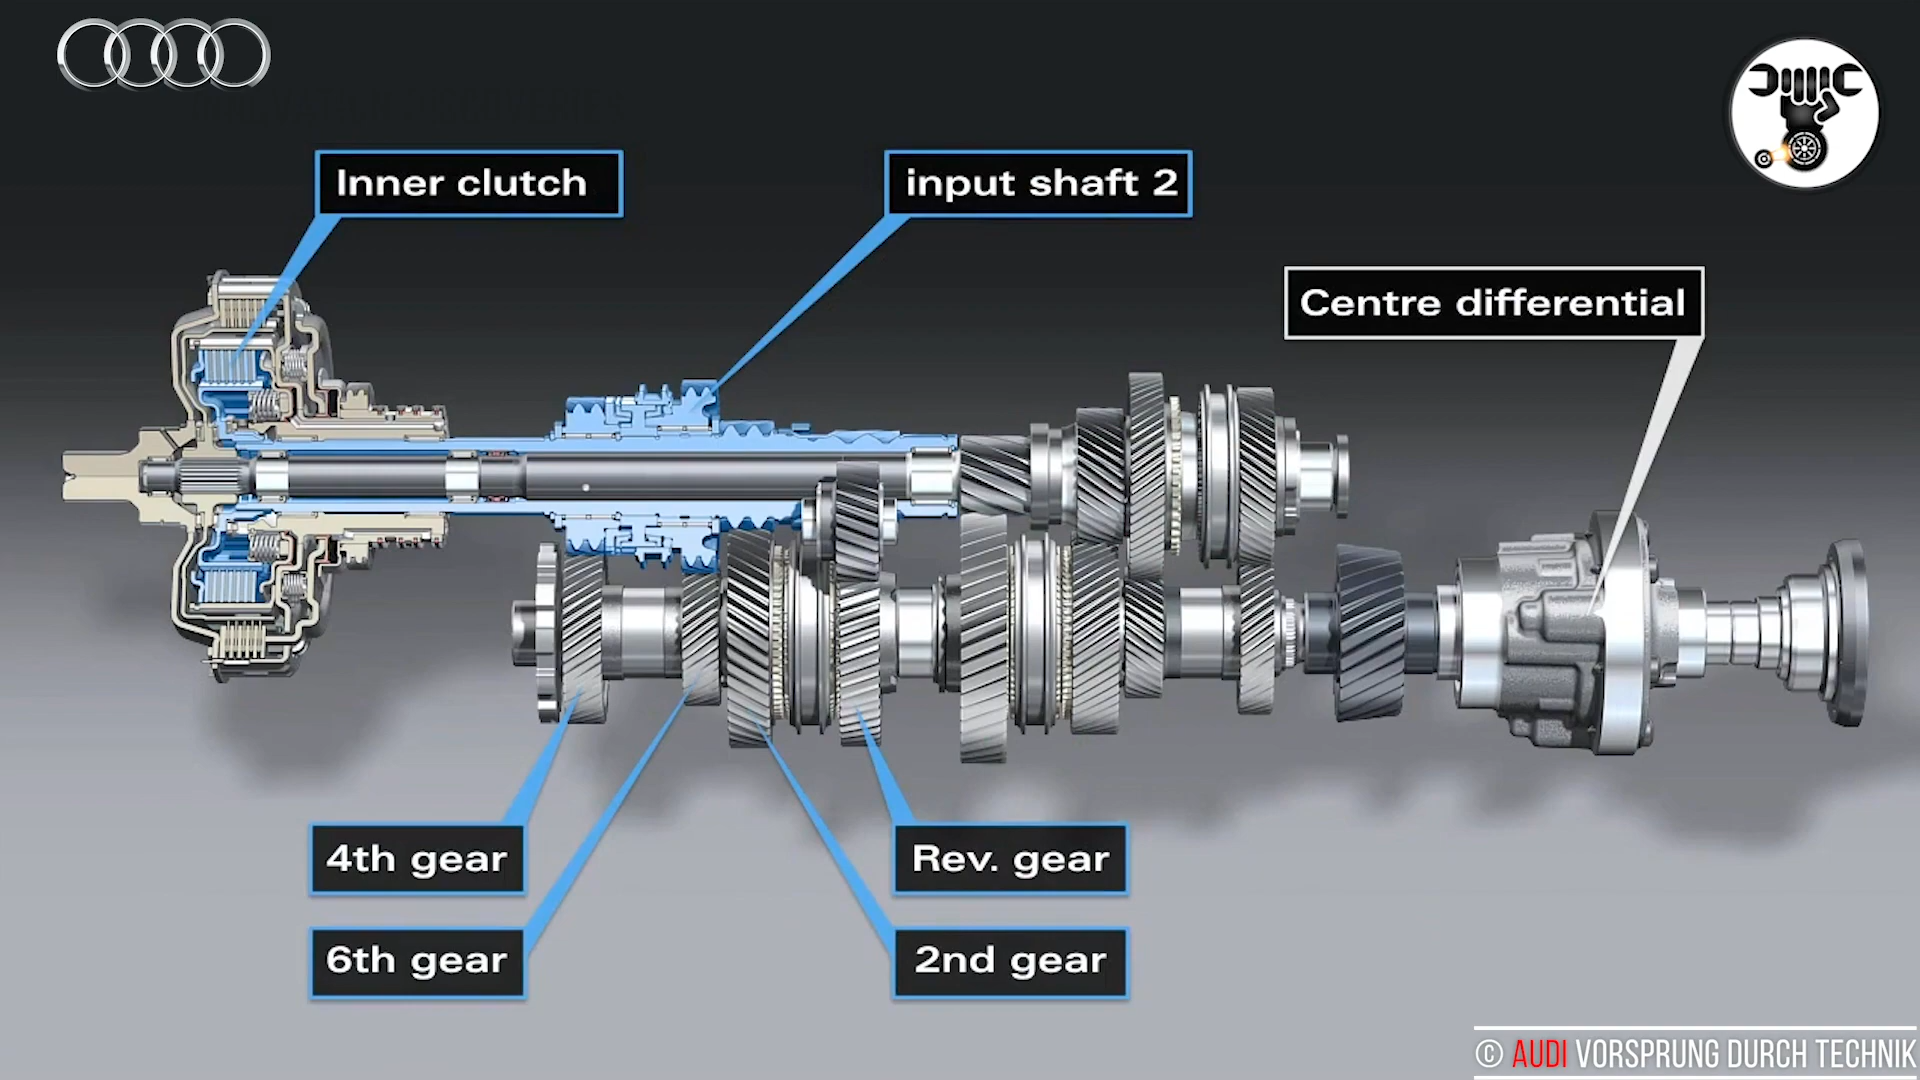 Inner clutch
input shaft 2
Centre differential
4th gear
Rev. gear
6th gear
2nd gear
© AUDI VORSPRUNG DURCH TECHNIK